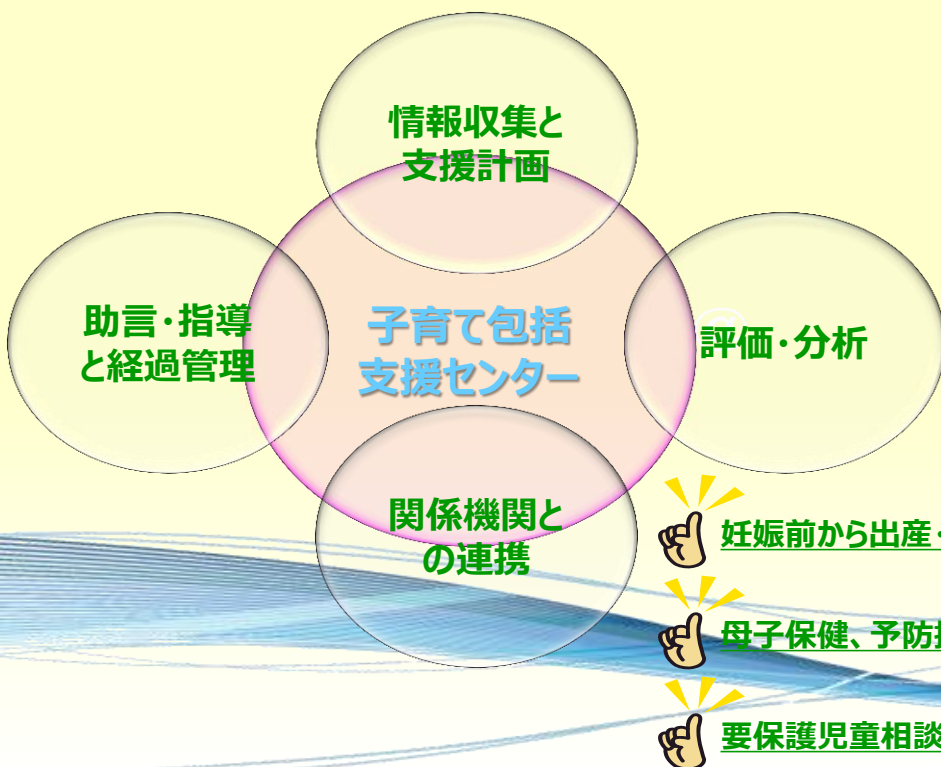 情報収集と
支援計画
助言・指導
と経過管理
子育て包括
支援センター
評価・分析
関係機関と
の連携
妊娠前から出産・
母子保健、予防
要保護児童相談